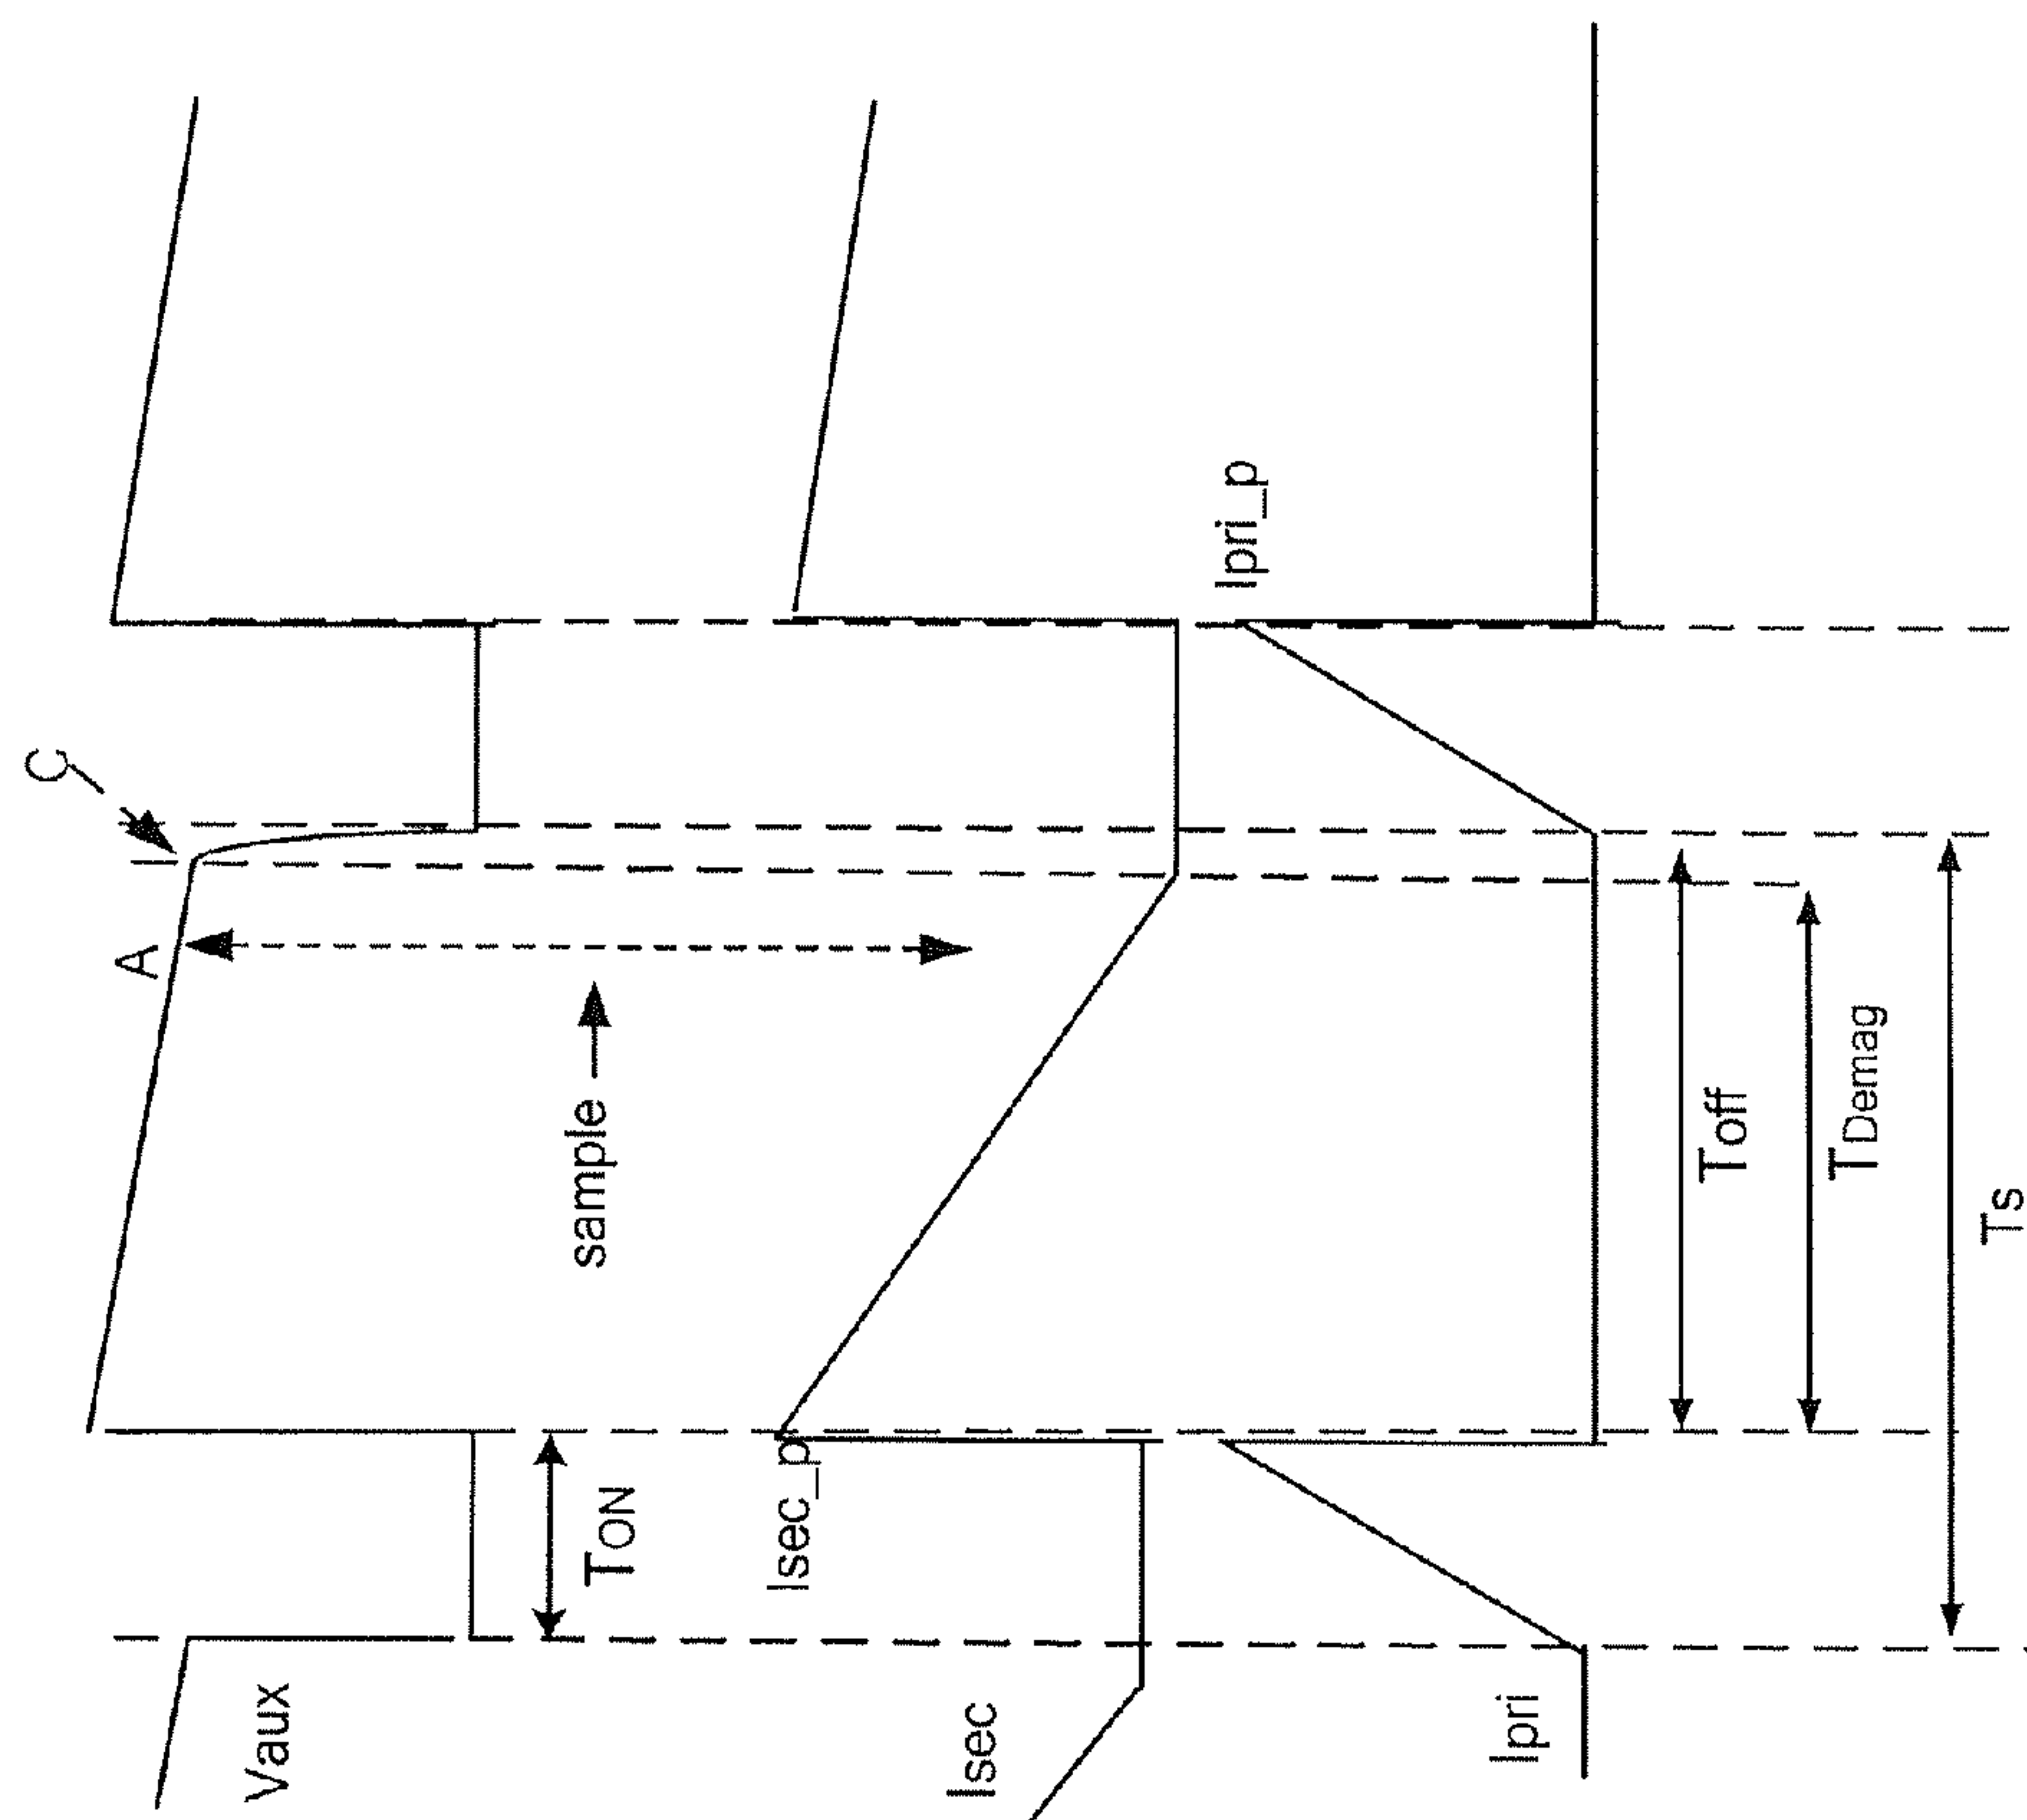 C
A
Vaux
sample
TON
Isec_p
Isec
Ipri_p
Ipri
Toff
TDemag
Ts